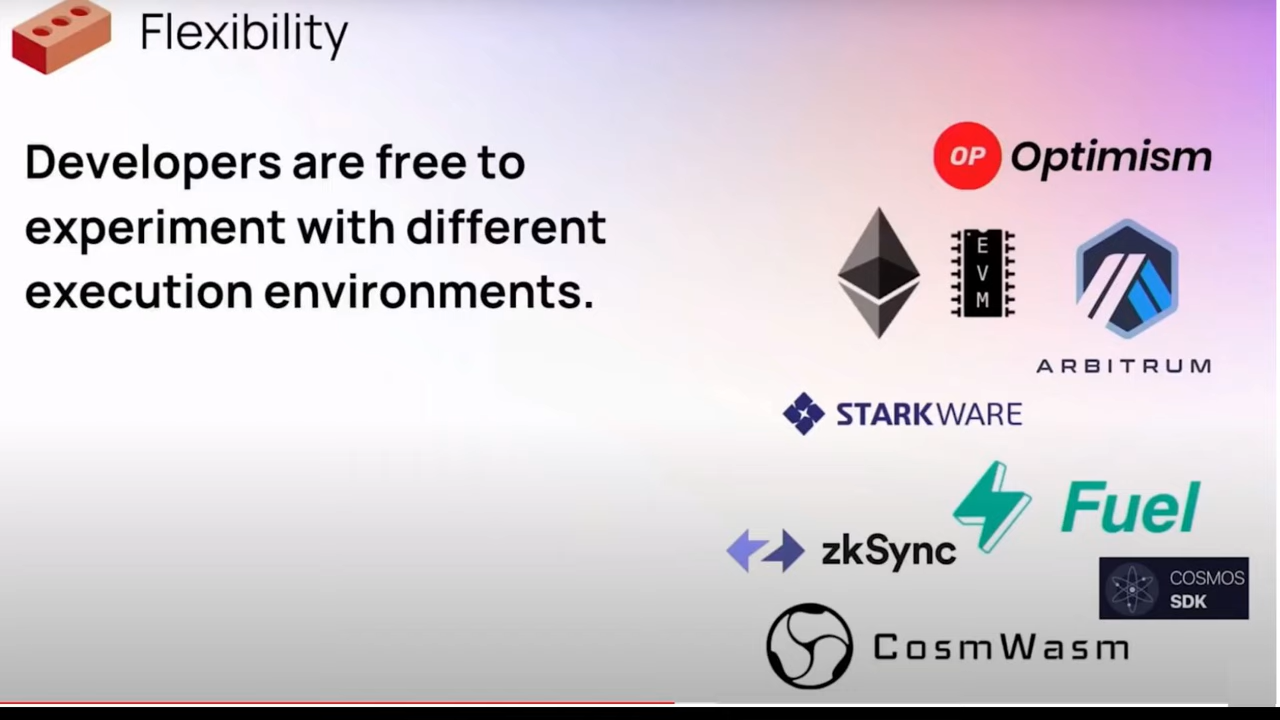 Flexibility
Developers are free to
experiment with different
execution environments.
OP Optimism
E
V
M
ARBITRUM
STARKWARE
Fuel
zkSync
COSMOS
SDK
CosmWasm